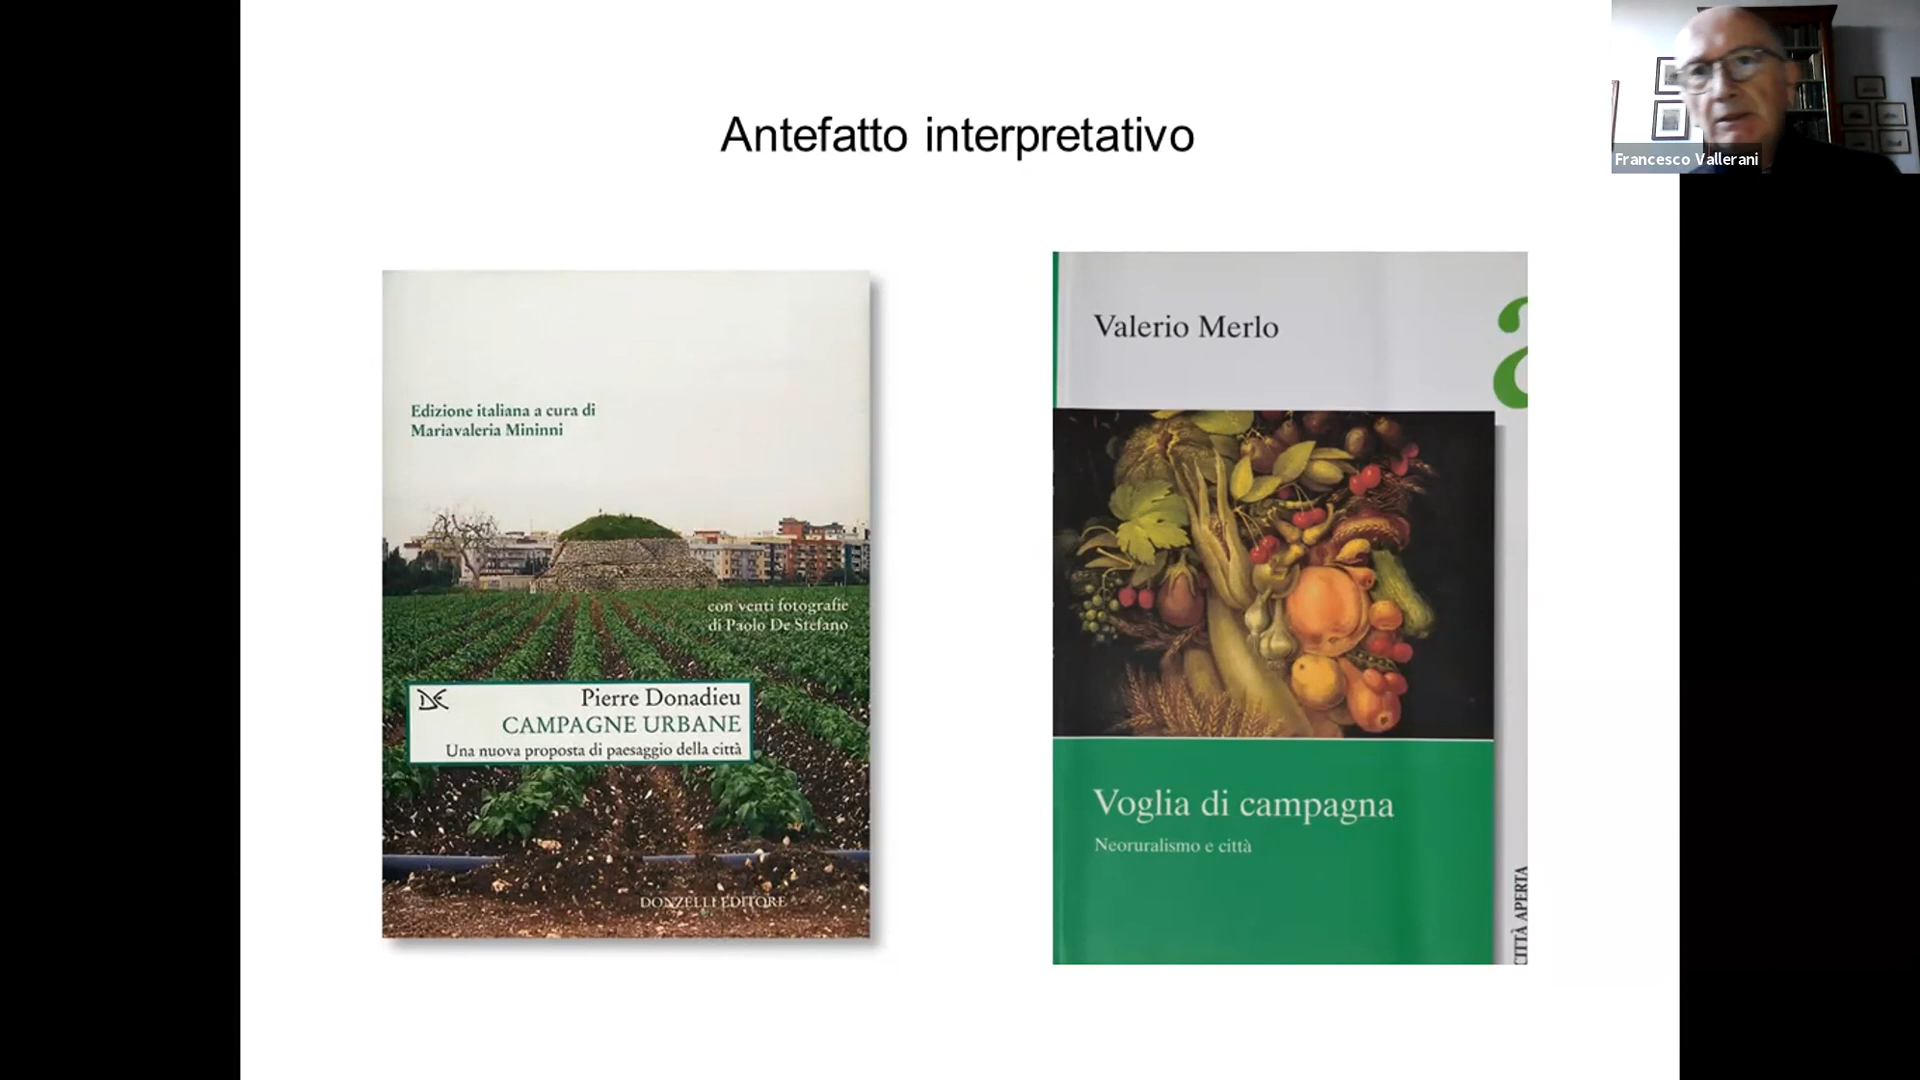 Antefatto interpretativo
Francesco Vallerani
Edizione italiana a cura di
Mariavaleria Mininni
con venti fotografie
di Paolo De Stefano
Pierre Donadieu
CAMPAGNE URBANE
Una nuova proposta di paesaggio della città
DONZELLI EDITORE
Valerio Merlo
a
Voglia di campagna
Neoruralismo e città
CITTÀ APERTA